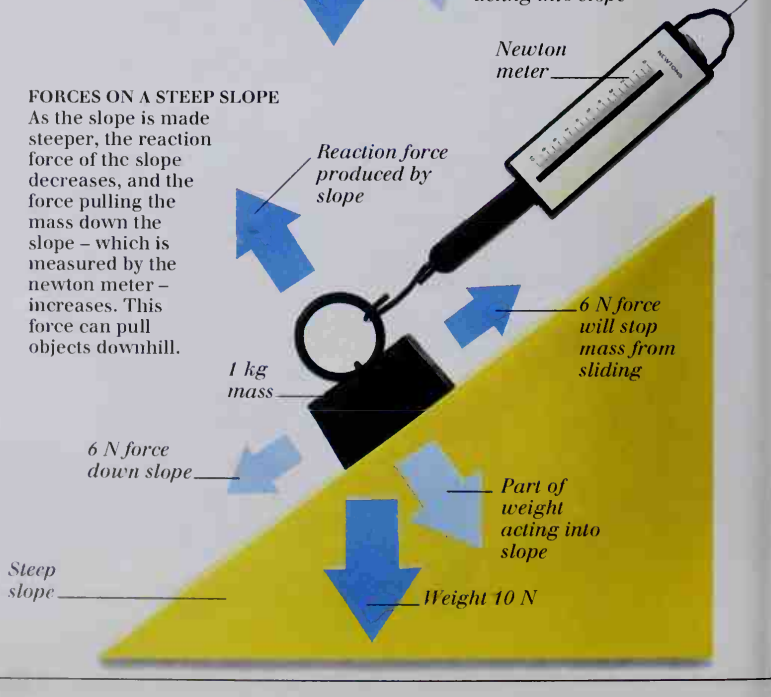 Newton
meter
NEWTONS
FORCES ON A STEEP SLOPE
As the slope is made
steeper, the reaction
force of the slope
decreases, and the
force pulling the
mass down the
slope – which is
measured by the
newton meter –
increases. This
force can pull
objects downhill.
Reaction force
produced by
slope
6 N force
will stop
mass from
sliding
1 kg
mass
6 N force
down slope
Part of
weight
acting into
slope
Steep
slope
Weight 10 N